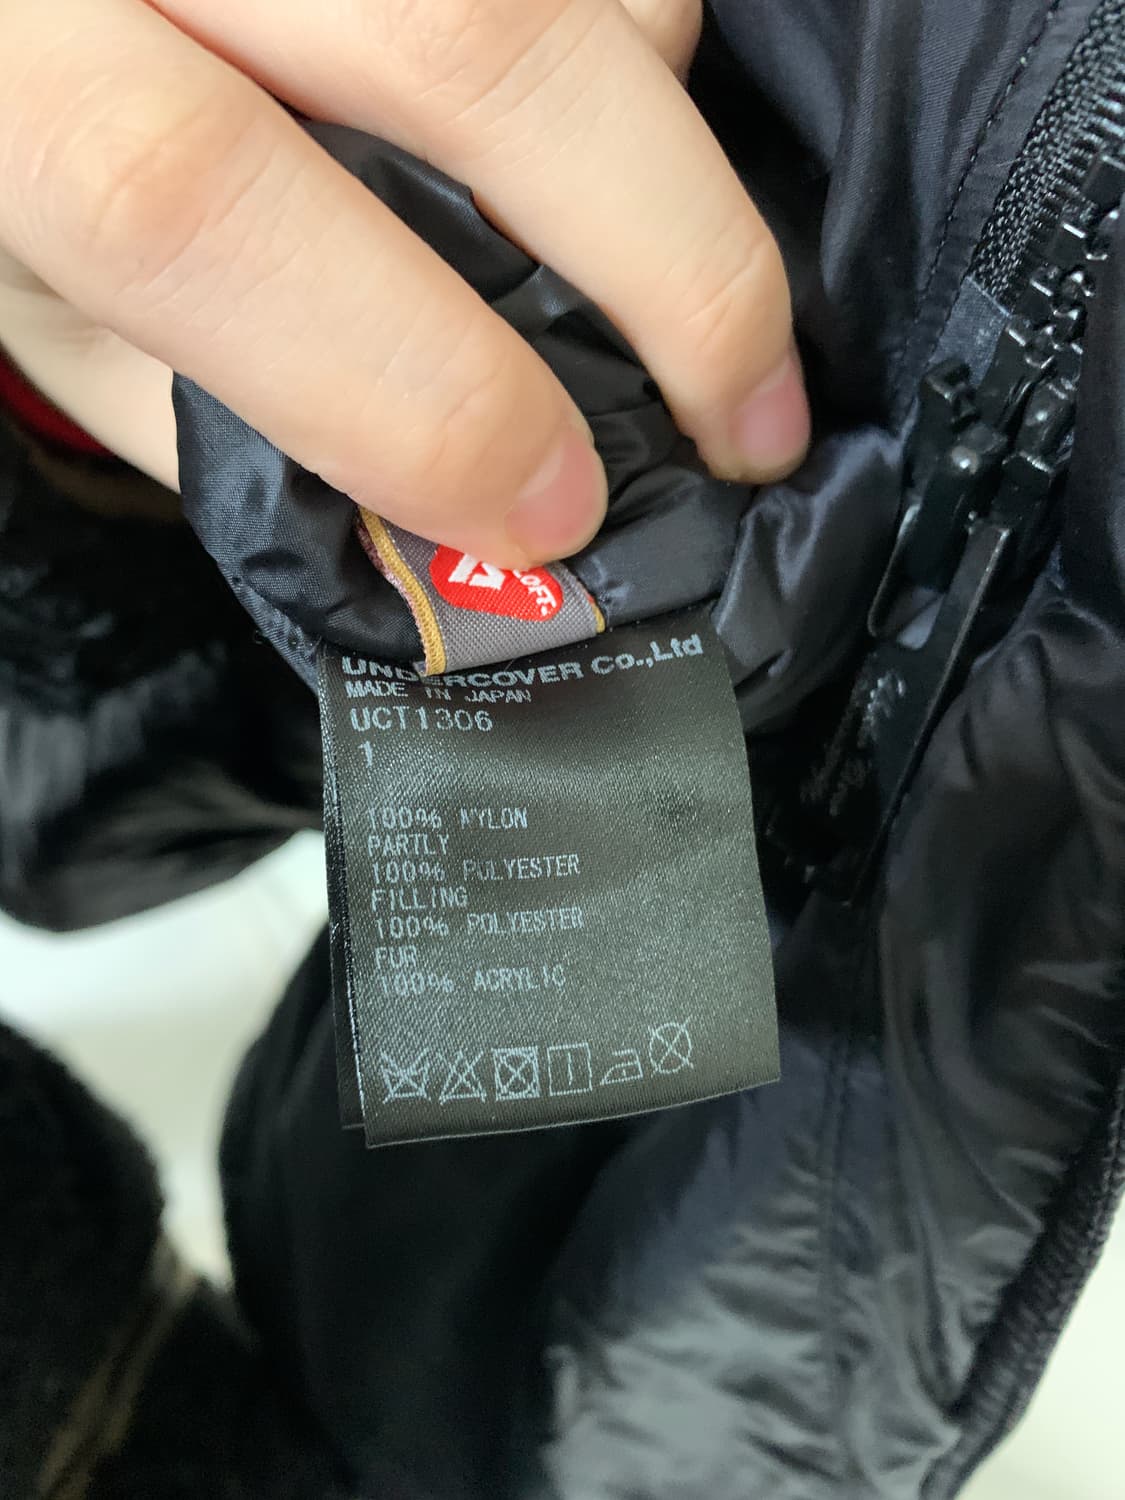 LOFT.
UNDERCOVER Co.,Ltd
MADE IN JAPAN
UCT1306
1
100% NYLON
PARTLY
100% POLYESTER
FILLING
100% POLYESTER
FUR
100% ACRYLIC